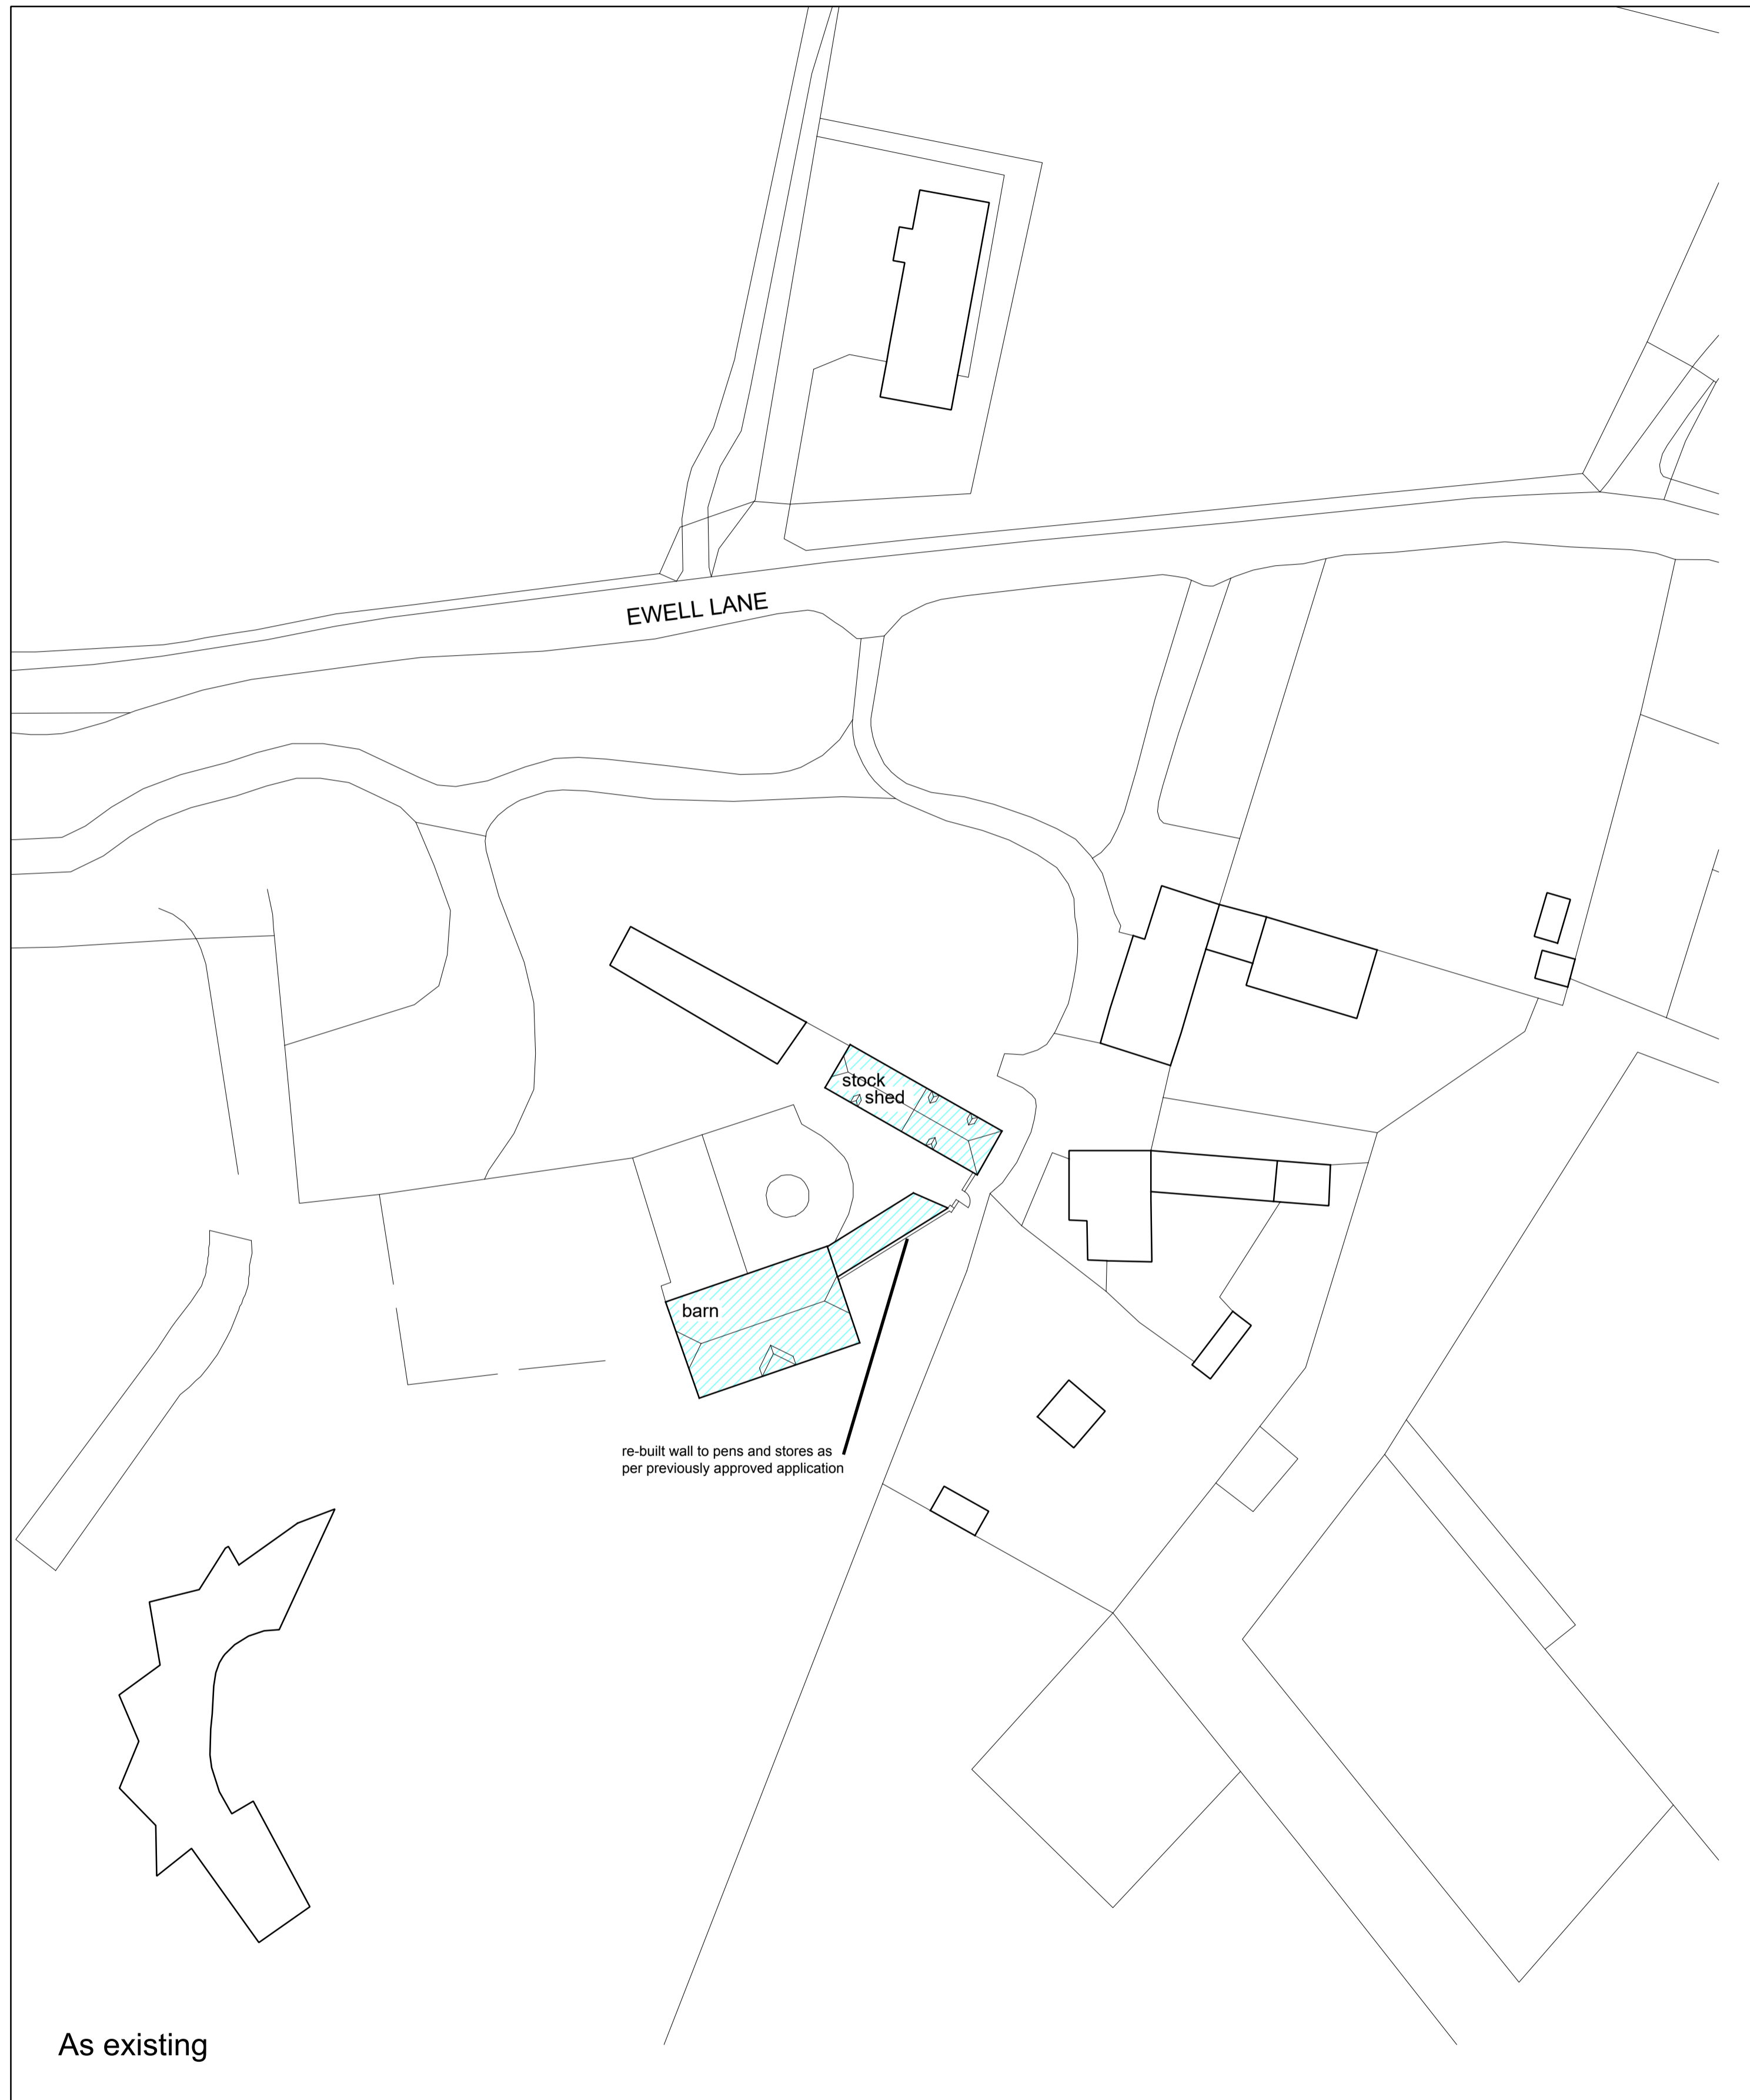 EWELL LANE
stock
shed
barn
re-built wall to pens and stores as
per previously approved application
As existing